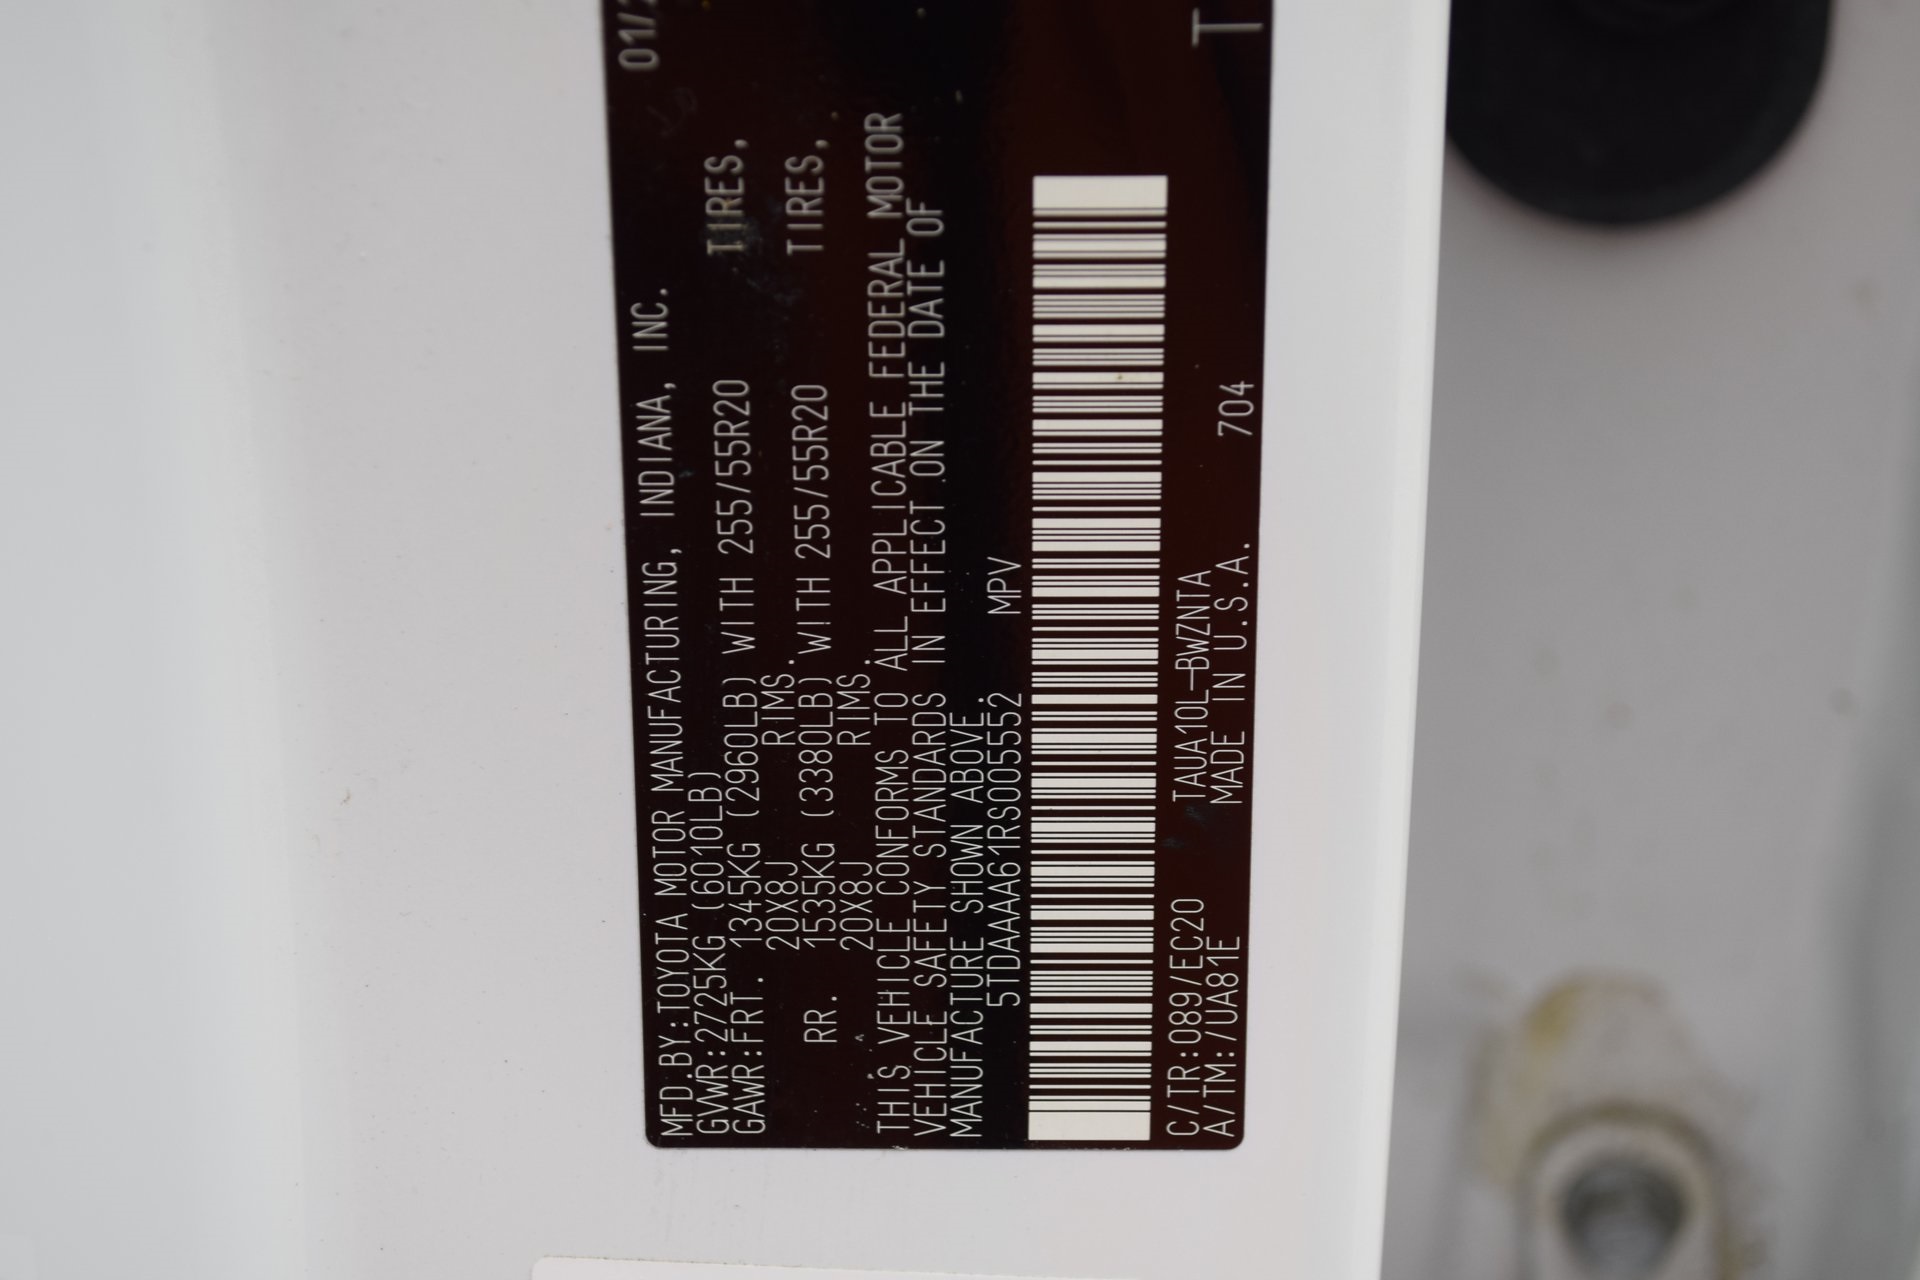 MFD.BY:TOYOTA MOTOR MANUFACTURING, INDIANA, INC. 01/2
GVWR:2725KG (6010LB)
GAWR:FRT. 1345KG (2960LB) WITH 255/55R20 TIRES,
20X8J RIMS.
RR. 1535KG (3380LB) WITH 255/55R20 TIRES,
20X8J RIMS.
THIS VEHICLE CONFORMS TO ALL APPLICABLE FEDERAL MOTOR
VEHICLE SAFETY STANDARDS IN EFFECT ON THE DATE OF
MANUFACTURE SHOWN ABOVE.
5TDAAAA61RS005552 MPV
C/TR:089/EC20 TAUA10L-BWZNTA 704 T
A/TM:/UA81E MADE IN U.S.A.